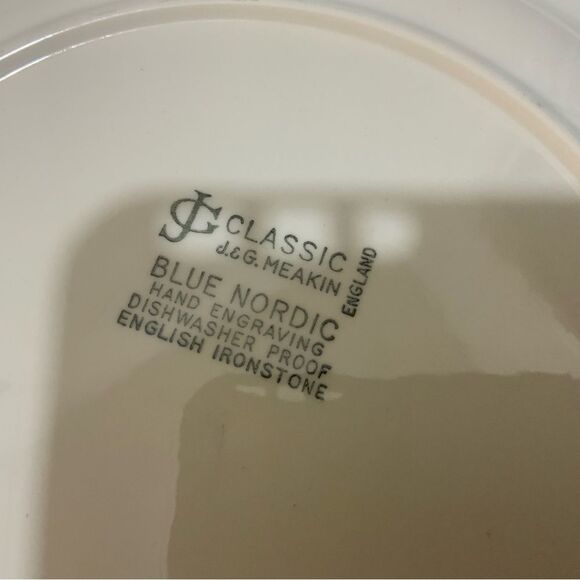 JG CLASSIC
J.&G. MEAKIN
ENGLAND
BLUE NORDIC
HAND ENGRAVING
DISHWASHER PROOF
ENGLISH IRONSTONE